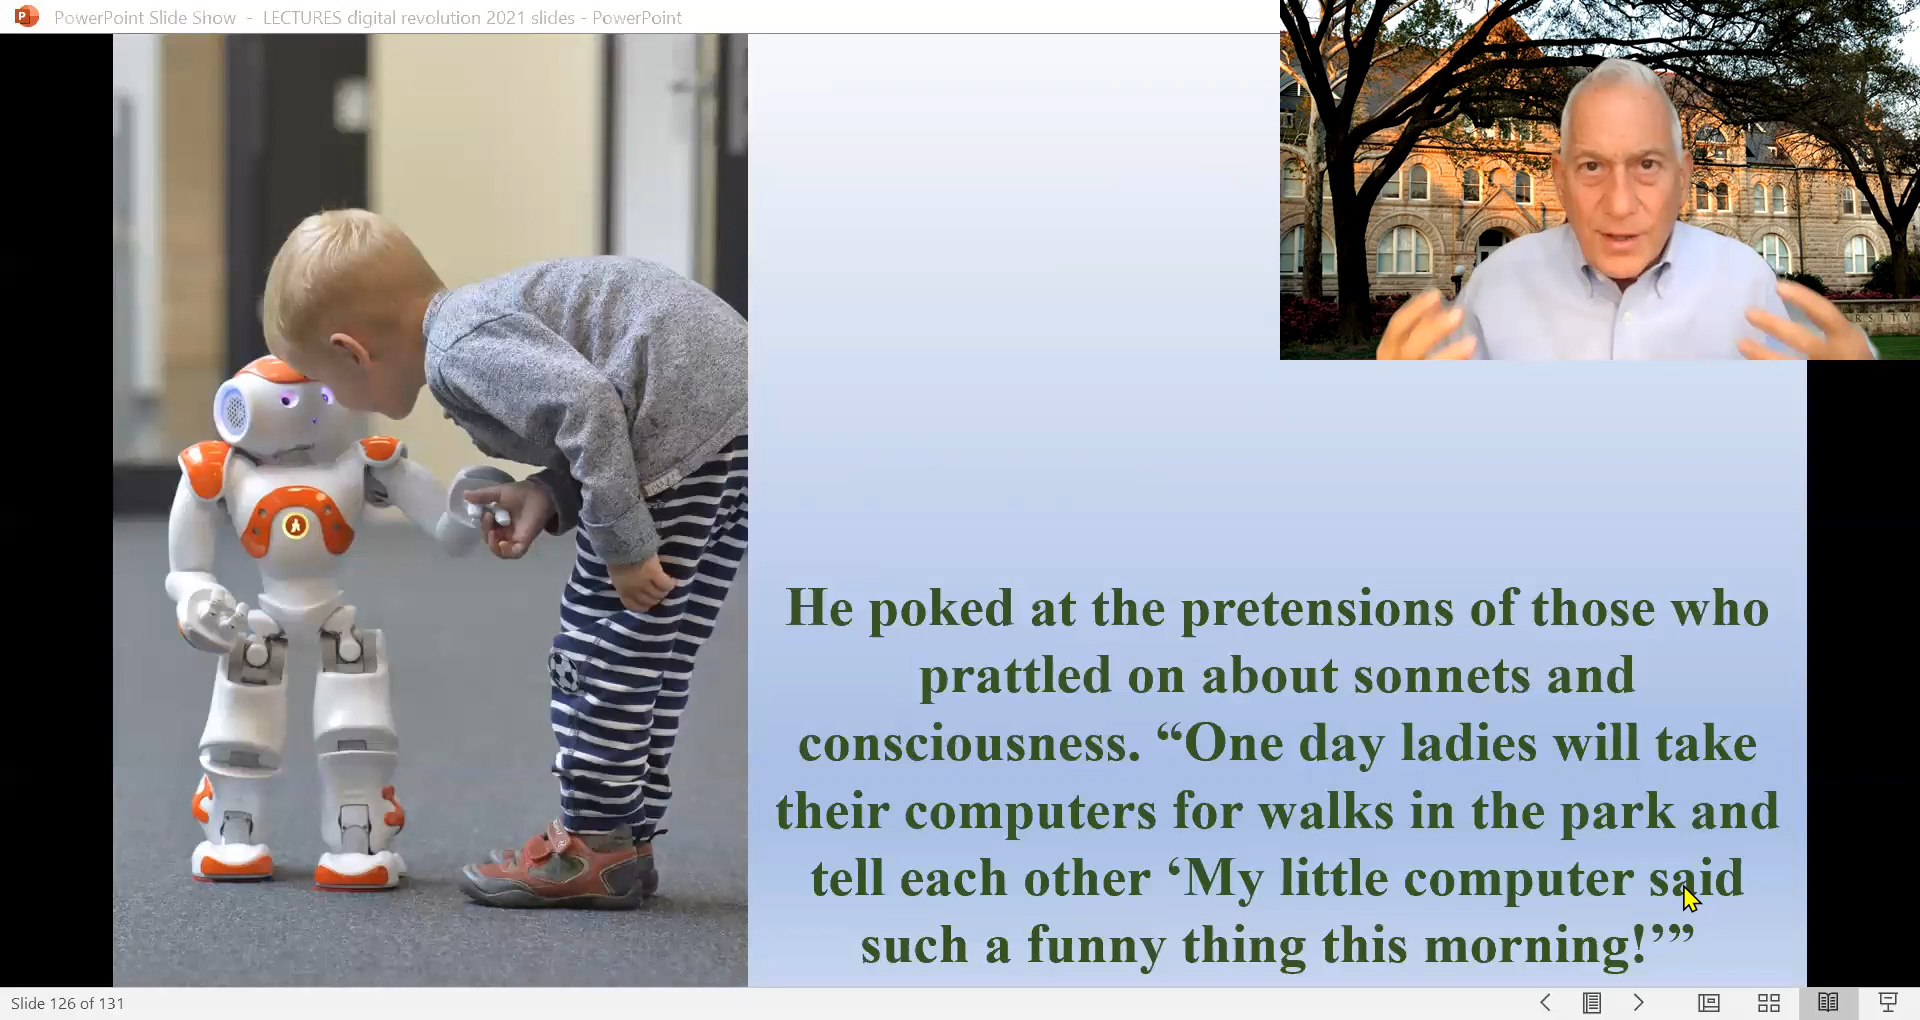 PowerPoint Slide Show - LECTURES digital revolution 2021 slides - PowerPoint
RSITY
He poked at the pretensions of those who
prattled on about sonnets and
consciousness. “One day ladies will take
their computers for walks in the park and
tell each other ‘My little computer said
such a funny thing this morning!’”
Slide 126 of 131